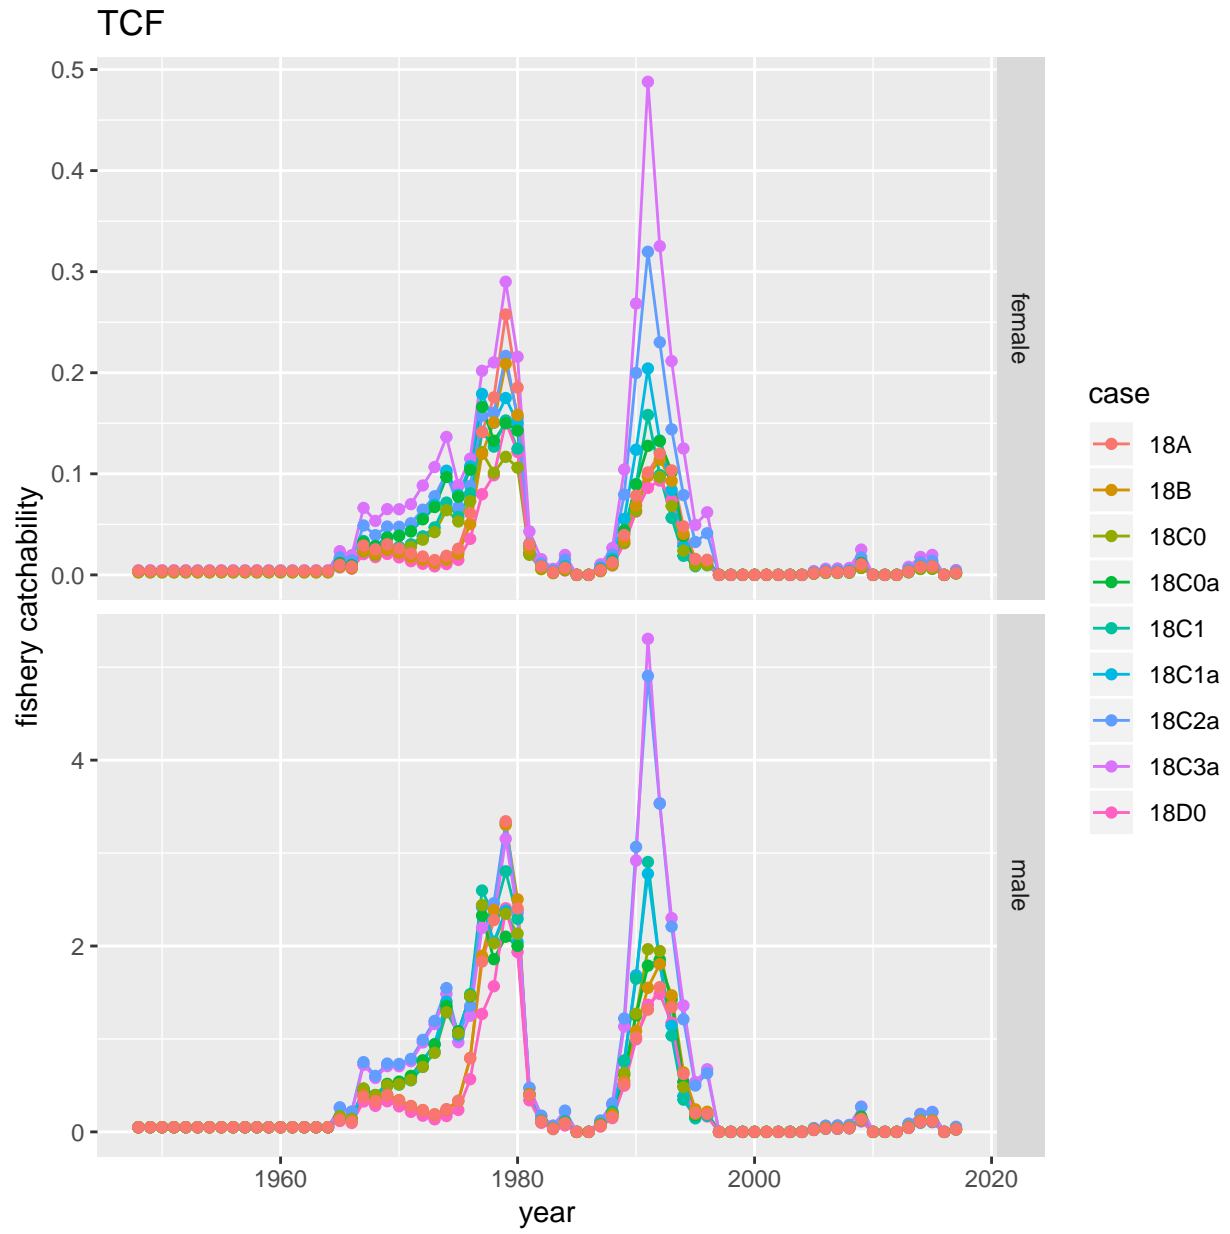 TCF
fishery catchability
0.5
0.4
0.3
0.2
0.1
0.0
female
4
2
0
male
1960
1980
2000
2020
year
case
18A
18B
18C0
18C0a
18C1
18C1a
18C2a
18C3a
18D0